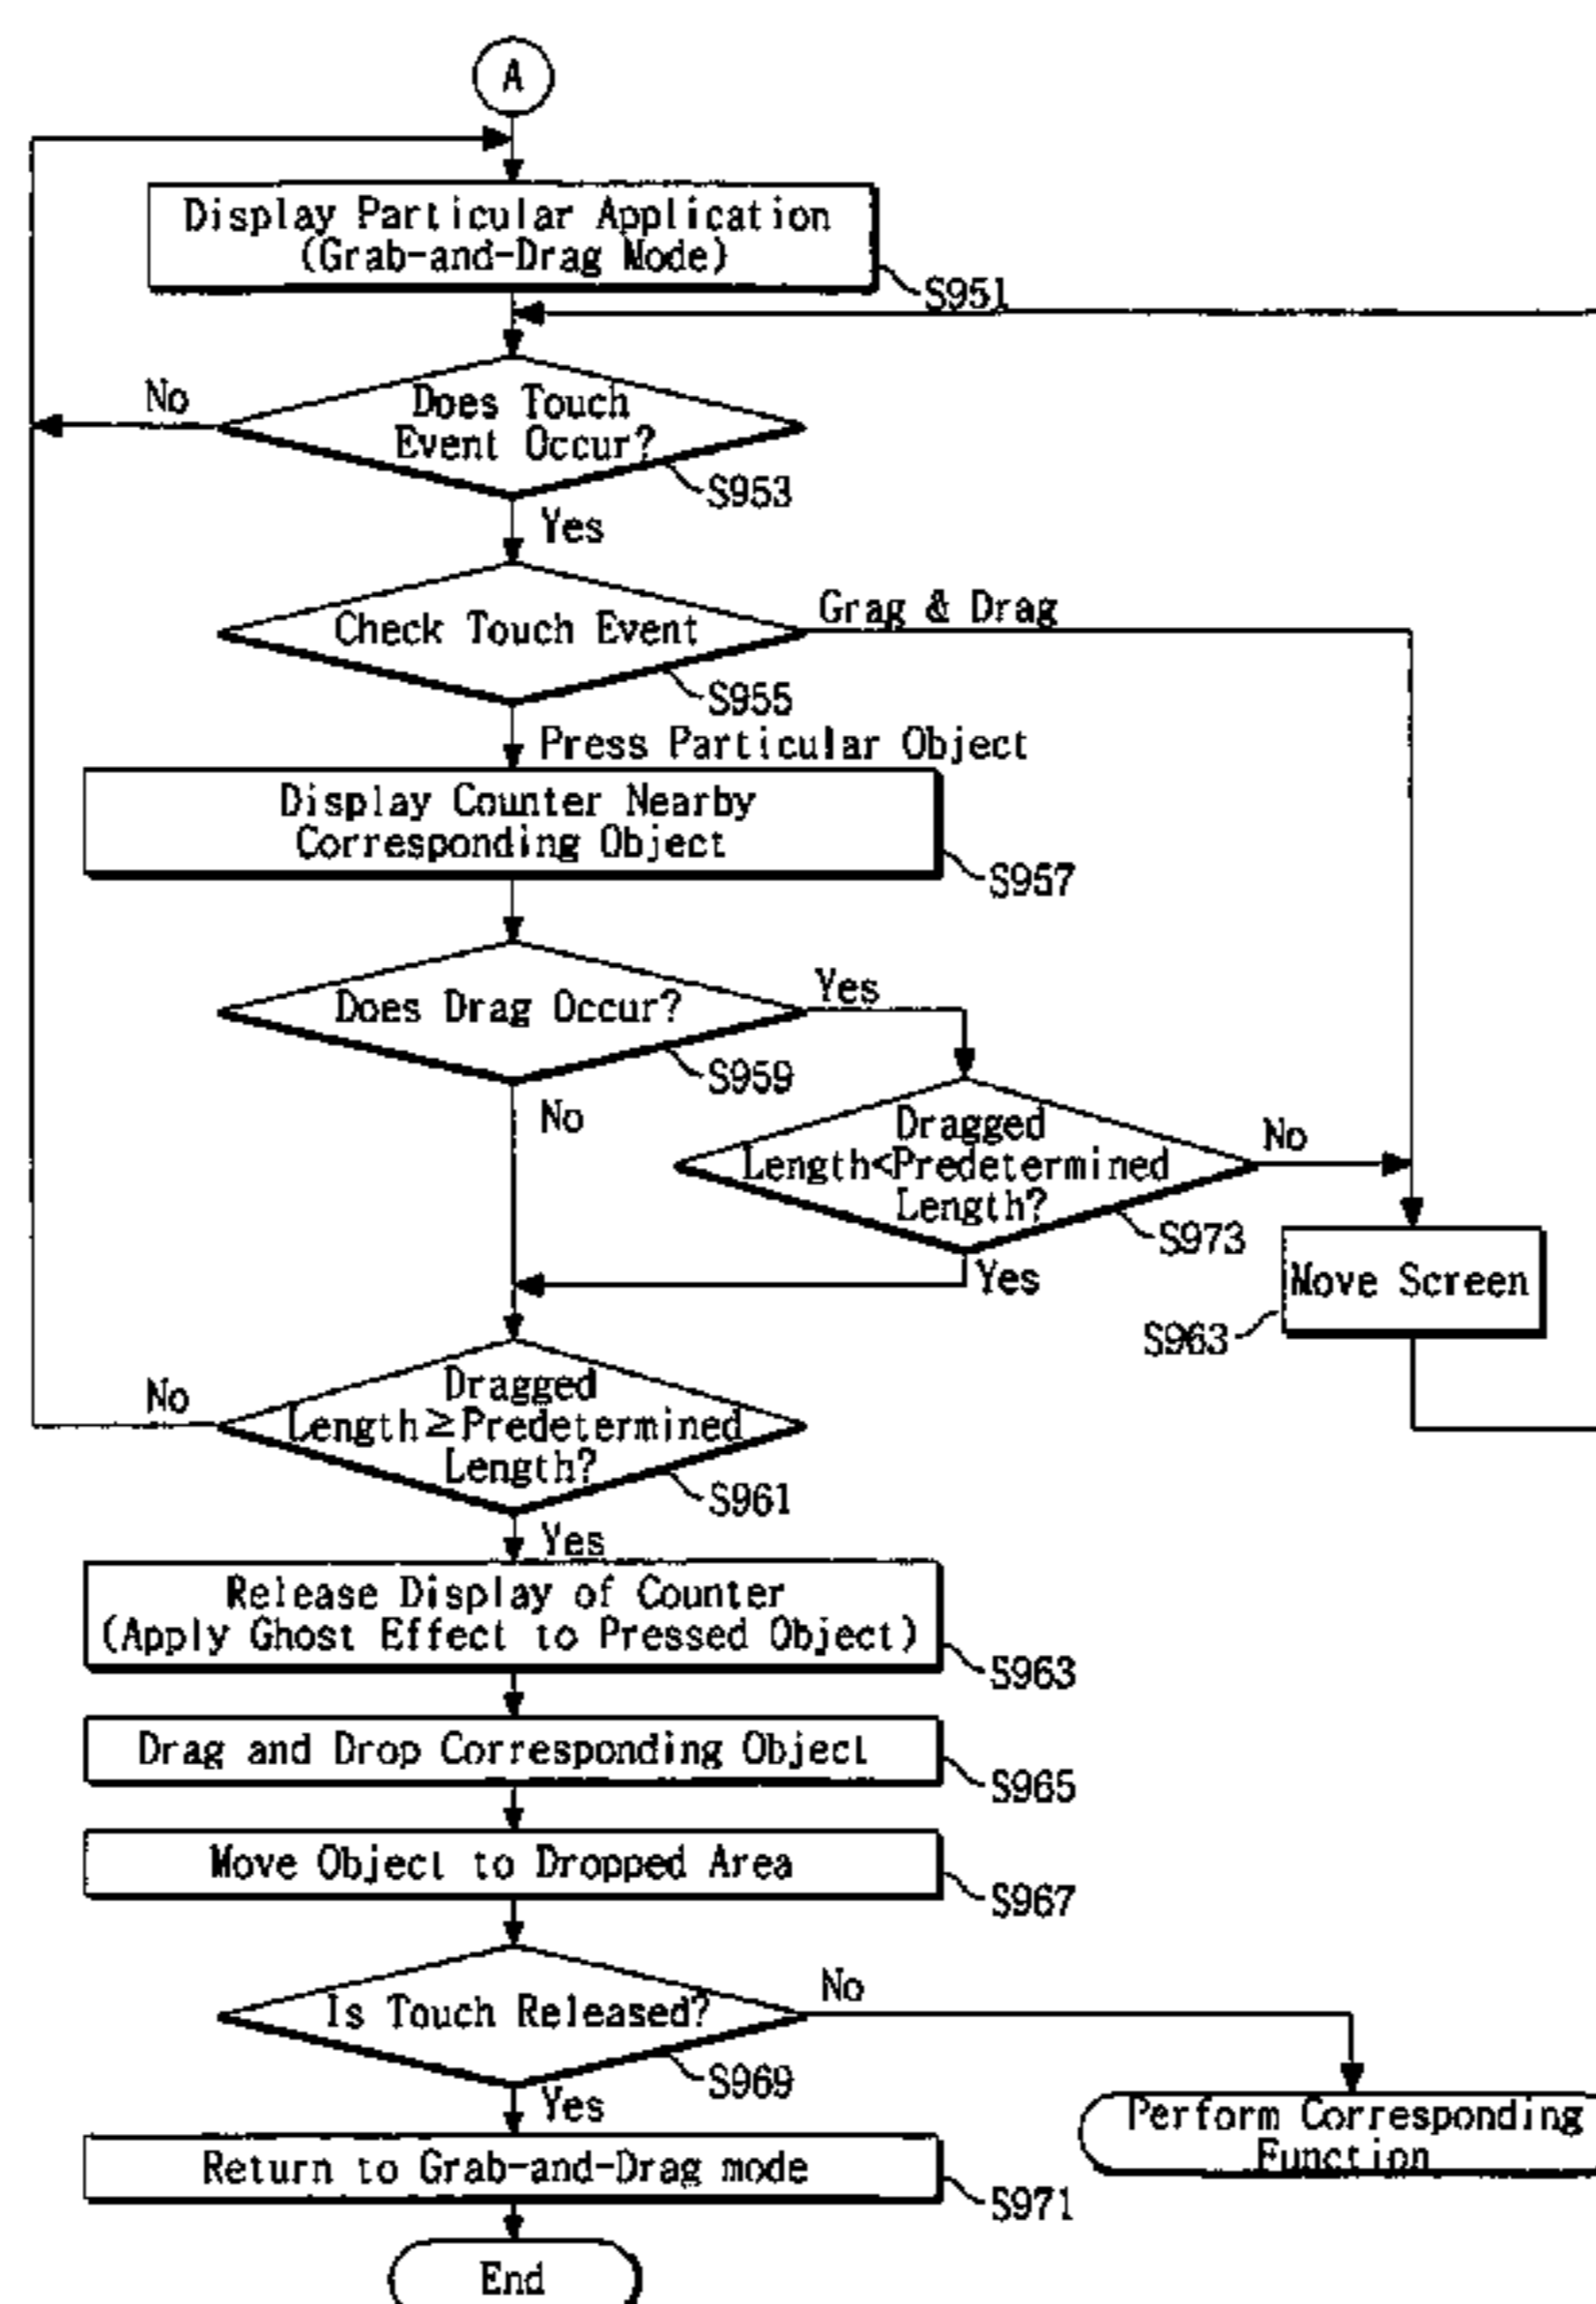 A
Display Particular Application
(Grab-and-Drag Mode)
S951
No
Does Touch
Event Occur?
S953
Yes
Check Touch Event
Grag & Drag
S955
Press Particular Object
Display Counter Nearby
Corresponding Object
S957
Does Drag Occur?
Yes
S959
No
Dragged
Length<Predetermined
Length?
No
S973
Yes
Move Screen
S963
No
Dragged
Length≥Predetermined
Length?
S961
Yes
Release Display of Counter
(Apply Ghost Effect to Pressed Object)
S963
Drag and Drop Corresponding Object
S965
Move Object to Dropped Area
S967
Is Touch Released?
No
S969
Yes
Perform Corresponding
Function
Return to Grab-and-Drag mode
S971
End